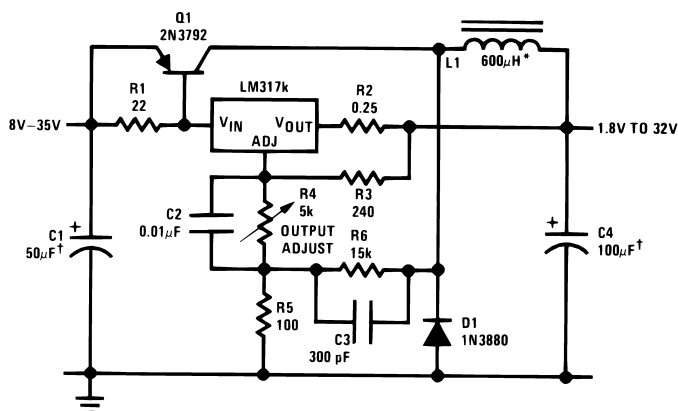 Q1
2N3792
L1
600μH*
R1
22
LM317k
R2
0.25
8V–35V
VIN
VOUT
ADJ
1.8V TO 32V
R4
5k
R3
240
C2
0.01μF
OUTPUT
ADJUST
R6
15k
C1
50μF†
+
+
C4
100μF†
R5
100
C3
300 pF
D1
1N3880